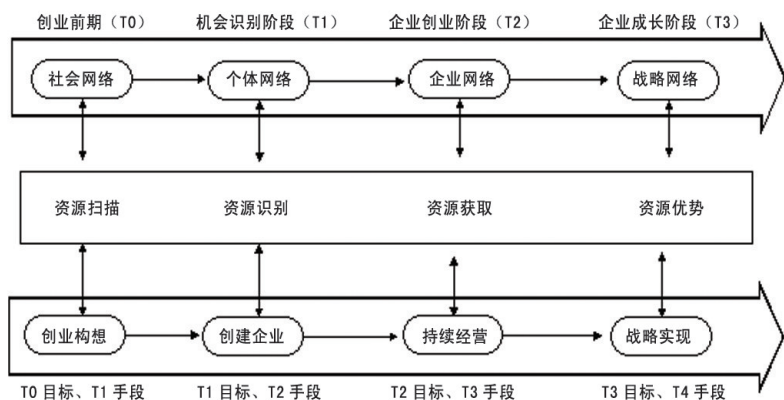 创业前期（T0） 机会识别阶段（T1） 企业创业阶段（T2） 企业成长阶段（T3）
社会网络 个体网络 企业网络 战略网络
资源扫描 资源识别 资源获取 资源优势
创业构想 创建企业 持续经营 战略实现
T0 目标、T1 手段 T1 目标、T2 手段 T2 目标、T3 手段 T3 目标、T4 手段